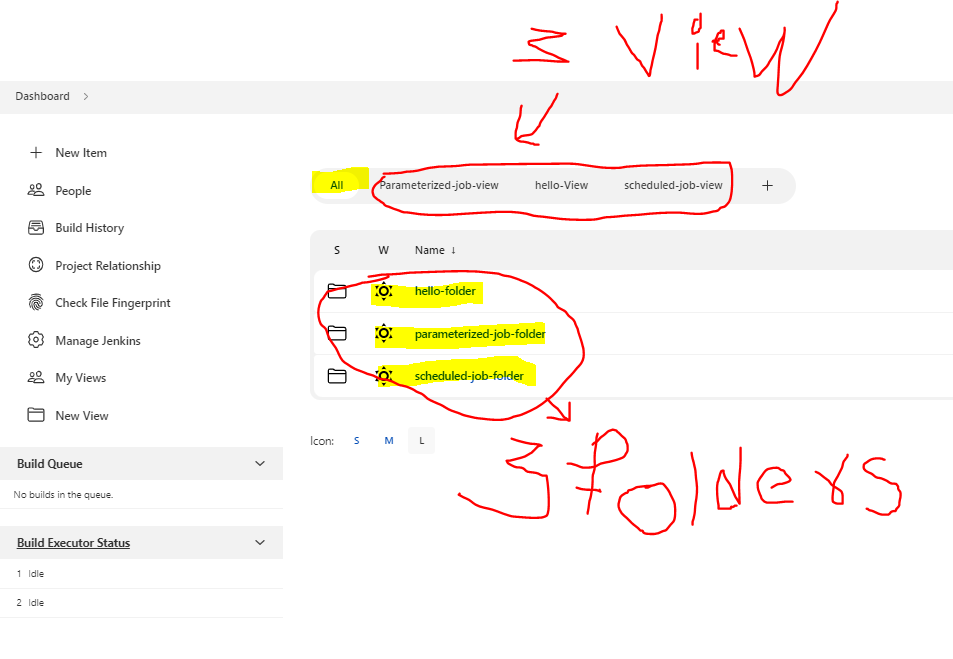 3 View
Dashboard
New Item
People
Build History
Project Relationship
Check File Fingerprint
Manage Jenkins
My Views
New View
Build Queue
No builds in the queue.
Build Executor Status
1 Idle
2 Idle
All Parameterized-job-view hello-View scheduled-job-view +
S W Name ↓
hello-folder
parameterized-job-folder
scheduled-job-folder
Icon: S M L
3 folders